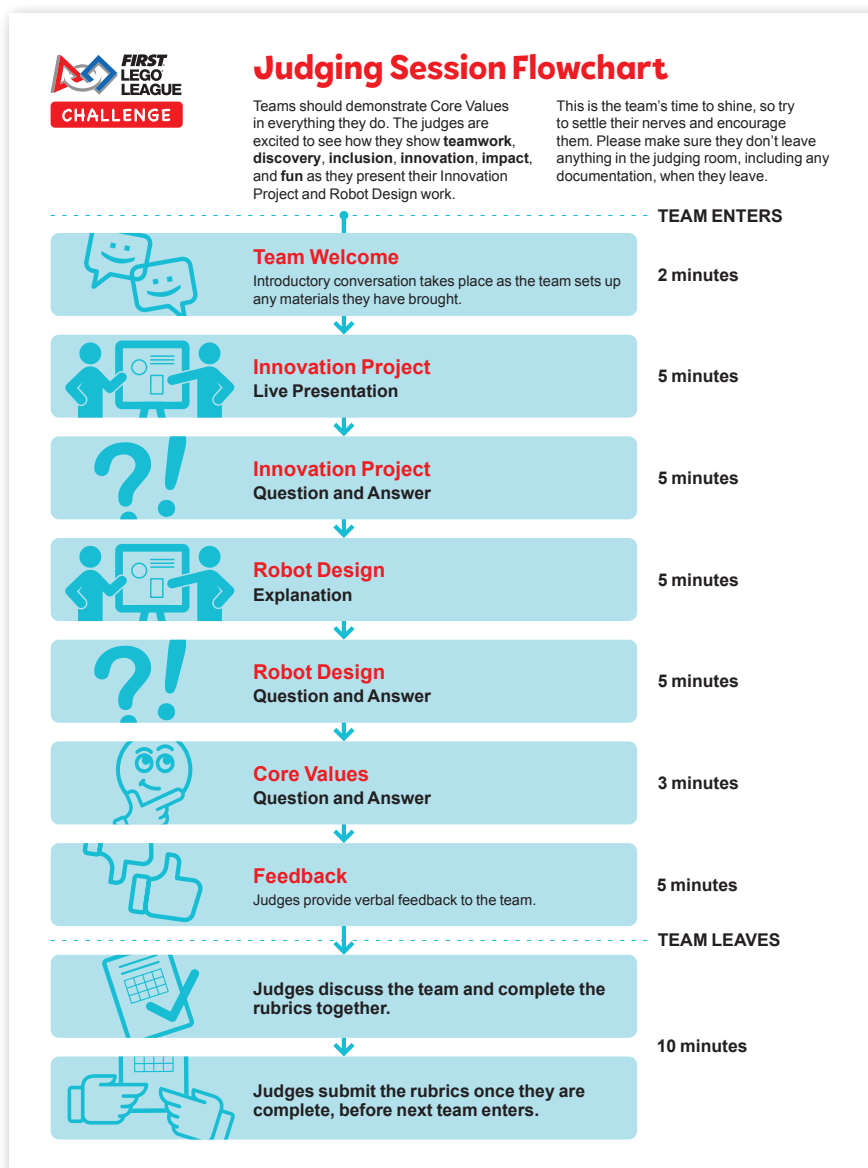 FIRST
LEGO
LEAGUE
CHALLENGE
Judging Session Flowchart
Teams should demonstrate Core Values
in everything they do. The judges are
excited to see how they show teamwork,
discovery, inclusion, innovation, impact,
and fun as they present their Innovation
Project and Robot Design work.
This is the team's time to shine, so try
to settle their nerves and encourage
them. Please make sure they don't leave
anything in the judging room, including any
documentation, when they leave.
TEAM ENTERS
Team Welcome
Introductory conversation takes place as the team sets up
any materials they have brought.
2 minutes
Innovation Project
Live Presentation
5 minutes
Innovation Project
Question and Answer
5 minutes
Robot Design
Explanation
5 minutes
Robot Design
Question and Answer
5 minutes
Core Values
Question and Answer
3 minutes
Feedback
Judges provide verbal feedback to the team.
5 minutes
TEAM LEAVES
Judges discuss the team and complete the
rubrics together.
10 minutes
Judges submit the rubrics once they are
complete, before next team enters.